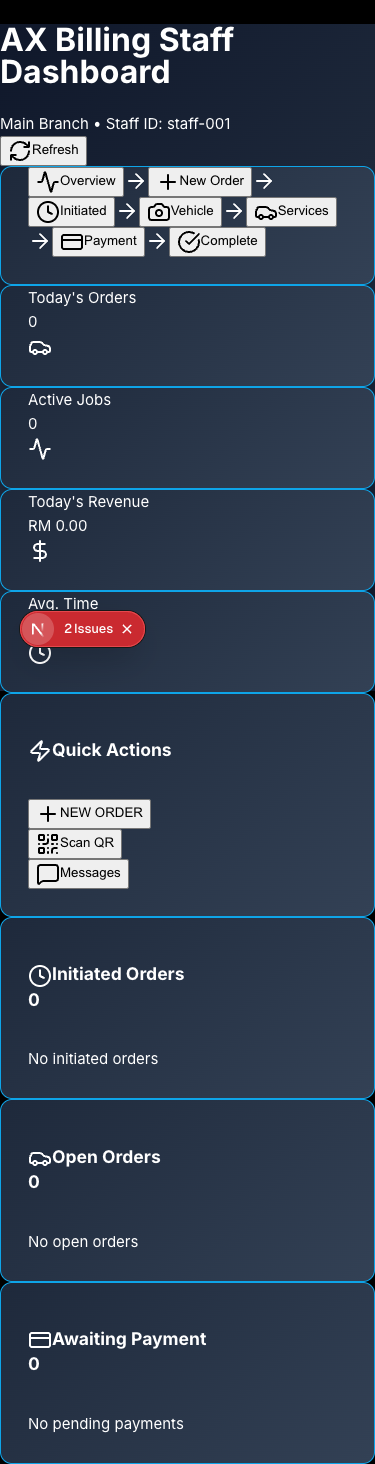 AX Billing Staff
Dashboard
Main Branch • Staff ID: staff-001
Refresh
Overview New Order
Initiated Vehicle Services
Payment Complete
Today's Orders
0
Active Jobs
0
Today's Revenue
RM 0.00
Avg. Time
N 2 Issues
Quick Actions
NEW ORDER
Scan QR
Messages
Initiated Orders
0
No initiated orders
Open Orders
0
No open orders
Awaiting Payment
0
No pending payments